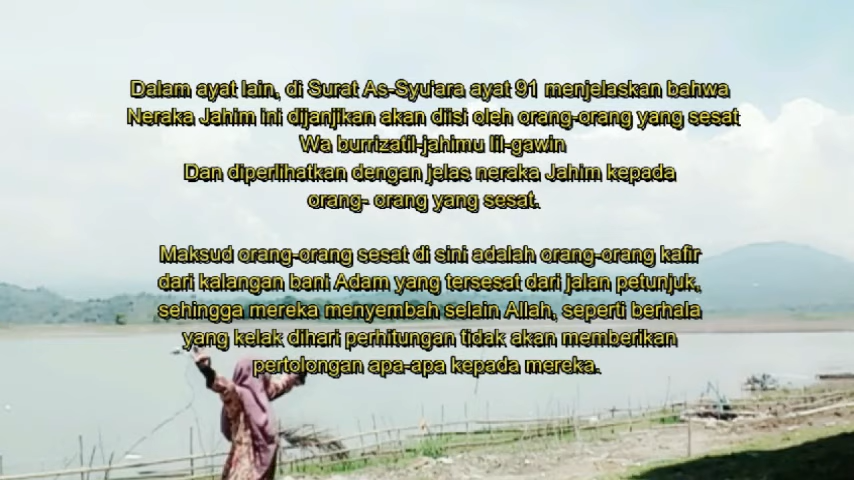 Dalam ayat lain, di Surat As-Syu'ara ayat 91 menjelaskan bahwa
Neraka Jahim ini dijanjikan akan diisi oleh orang-orang yang sesat
Wa burrizatil-jahimu lil-gawin
Dan diperlihatkan dengan jelas neraka Jahim kepada
orang- orang yang sesat.
Maksud orang-orang sesat di sini adalah orang-orang kafir
dari kalangan bani Adam yang tersesat dari jalan petunjuk,
sehingga mereka menyembah selain Allah, seperti berhala
yang kelak dihari perhitungan tidak akan memberikan
pertolongan apa-apa kepada mereka.